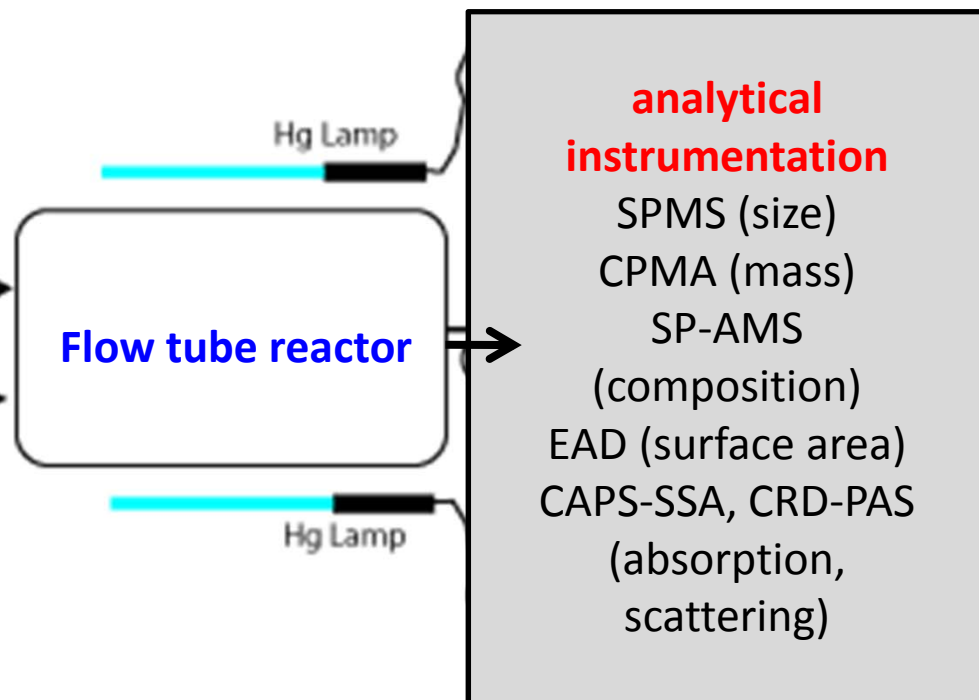 Hg Lamp
Flow tube reactor
Hg Lamp
analytical
instrumentation
SPMS (size)
CPMA (mass)
SP-AMS
(composition)
EAD (surface area)
CAPS-SSA, CRD-PAS
(absorption,
scattering)